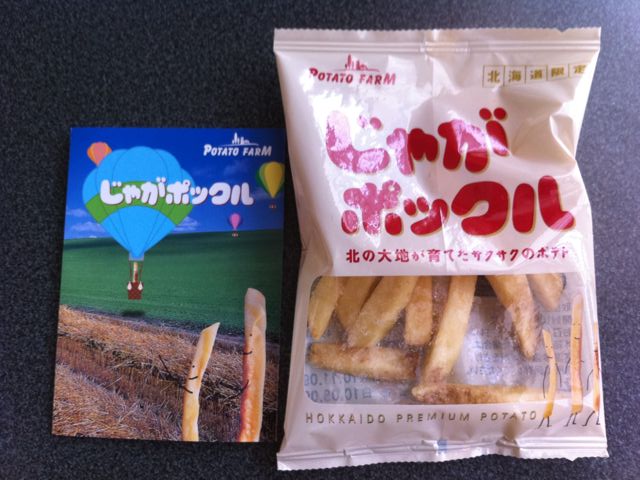 POTATO FARM
じゃがポックル
POTATO FARM
北海道限定
じゃが
ポックル
北の大地が育てたサクサクのポテト
HOKKAIDO PREMIUM POTATO